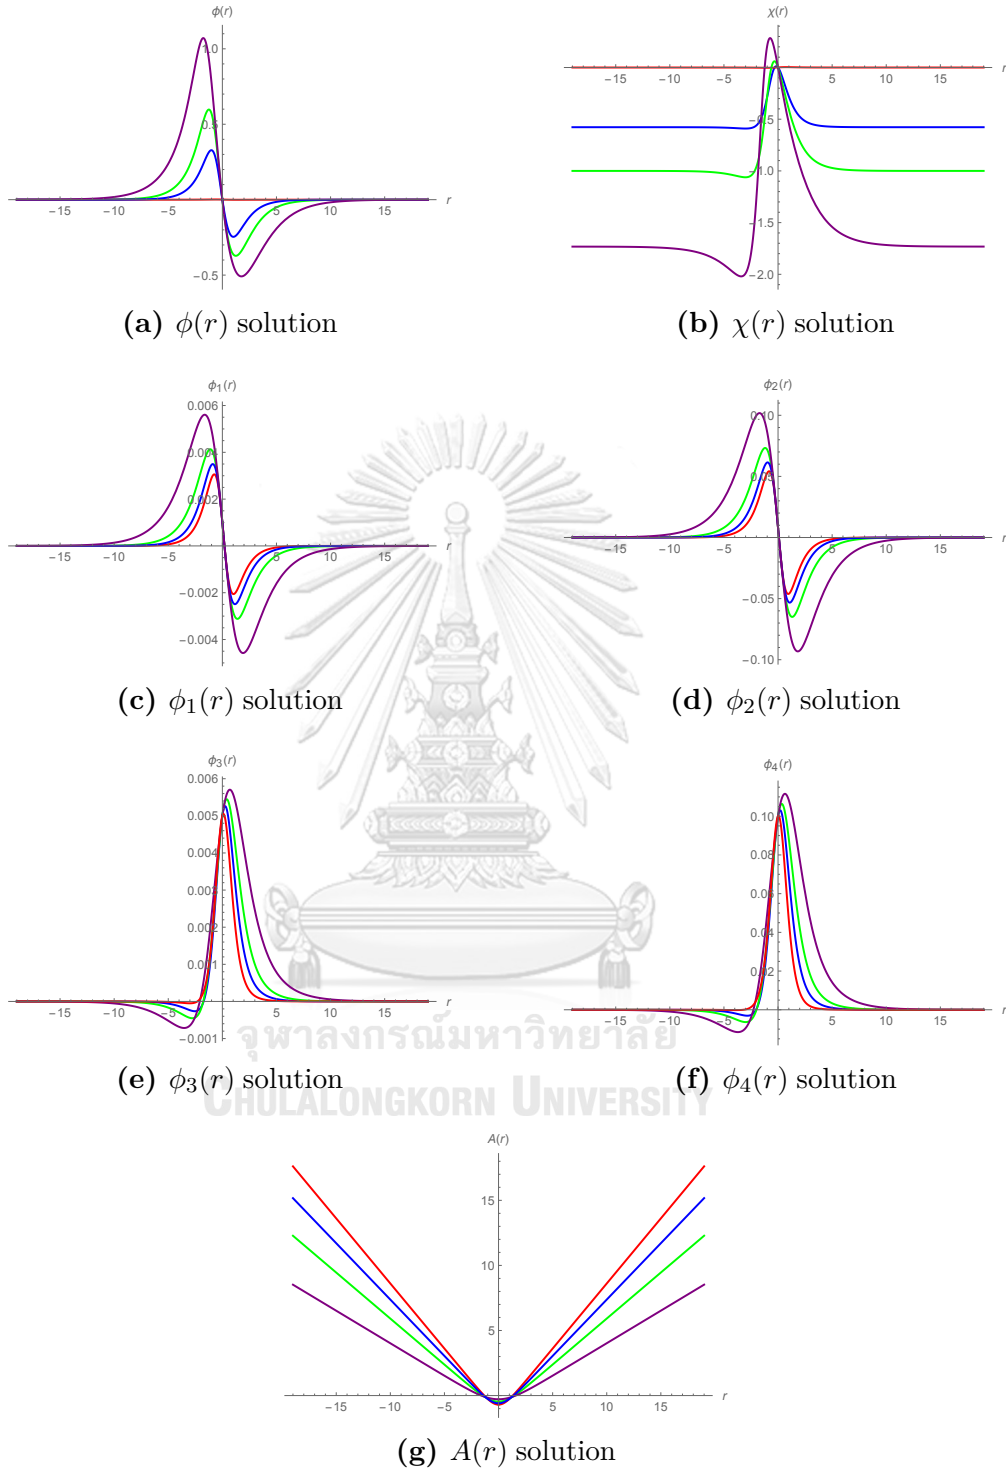 ϕ(r)
1.0
0.5
-15 -10 -5 5 10 15 r
-0.5
(a) ϕ(r) solution
χ(r)
-15 -10 -5 5 10 15 r
-0.5
-1.0
-1.5
-2.0
(b) χ(r) solution
ϕ₁(r)
0.006
0.004
0.002
-15 -10 -5 5 10 15 r
-0.002
-0.004
(c) ϕ₁(r) solution
ϕ₂(r)
0.10
0.05
-15 -10 -5 5 10 15 r
-0.05
-0.10
(d) ϕ₂(r) solution
ϕ₃(r)
0.006
0.005
0.004
0.003
0.002
0.001
-15 -10 -5 5 10 15 r
-0.001
(e) ϕ₃(r) solution
ϕ₄(r)
0.10
0.08
0.06
0.04
0.02
-15 -10 -5 5 10 15 r
(f) ϕ₄(r) solution
จุฬาลงกรณ์มหาวิทยาลัย
CHULALONGKORN UNIVERSITY
A(r)
15
10
5
-15 -10 -5 5 10 15 r
(g) A(r) solution